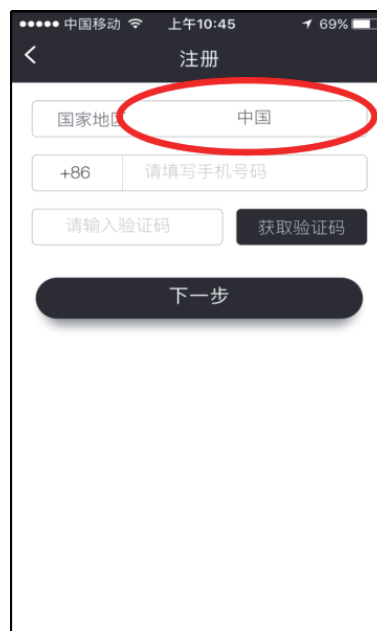 中国移动 上午10:45 69%
注册
国家地区 中国
+86 请填写手机号码
请输入验证码 获取验证码
下一步